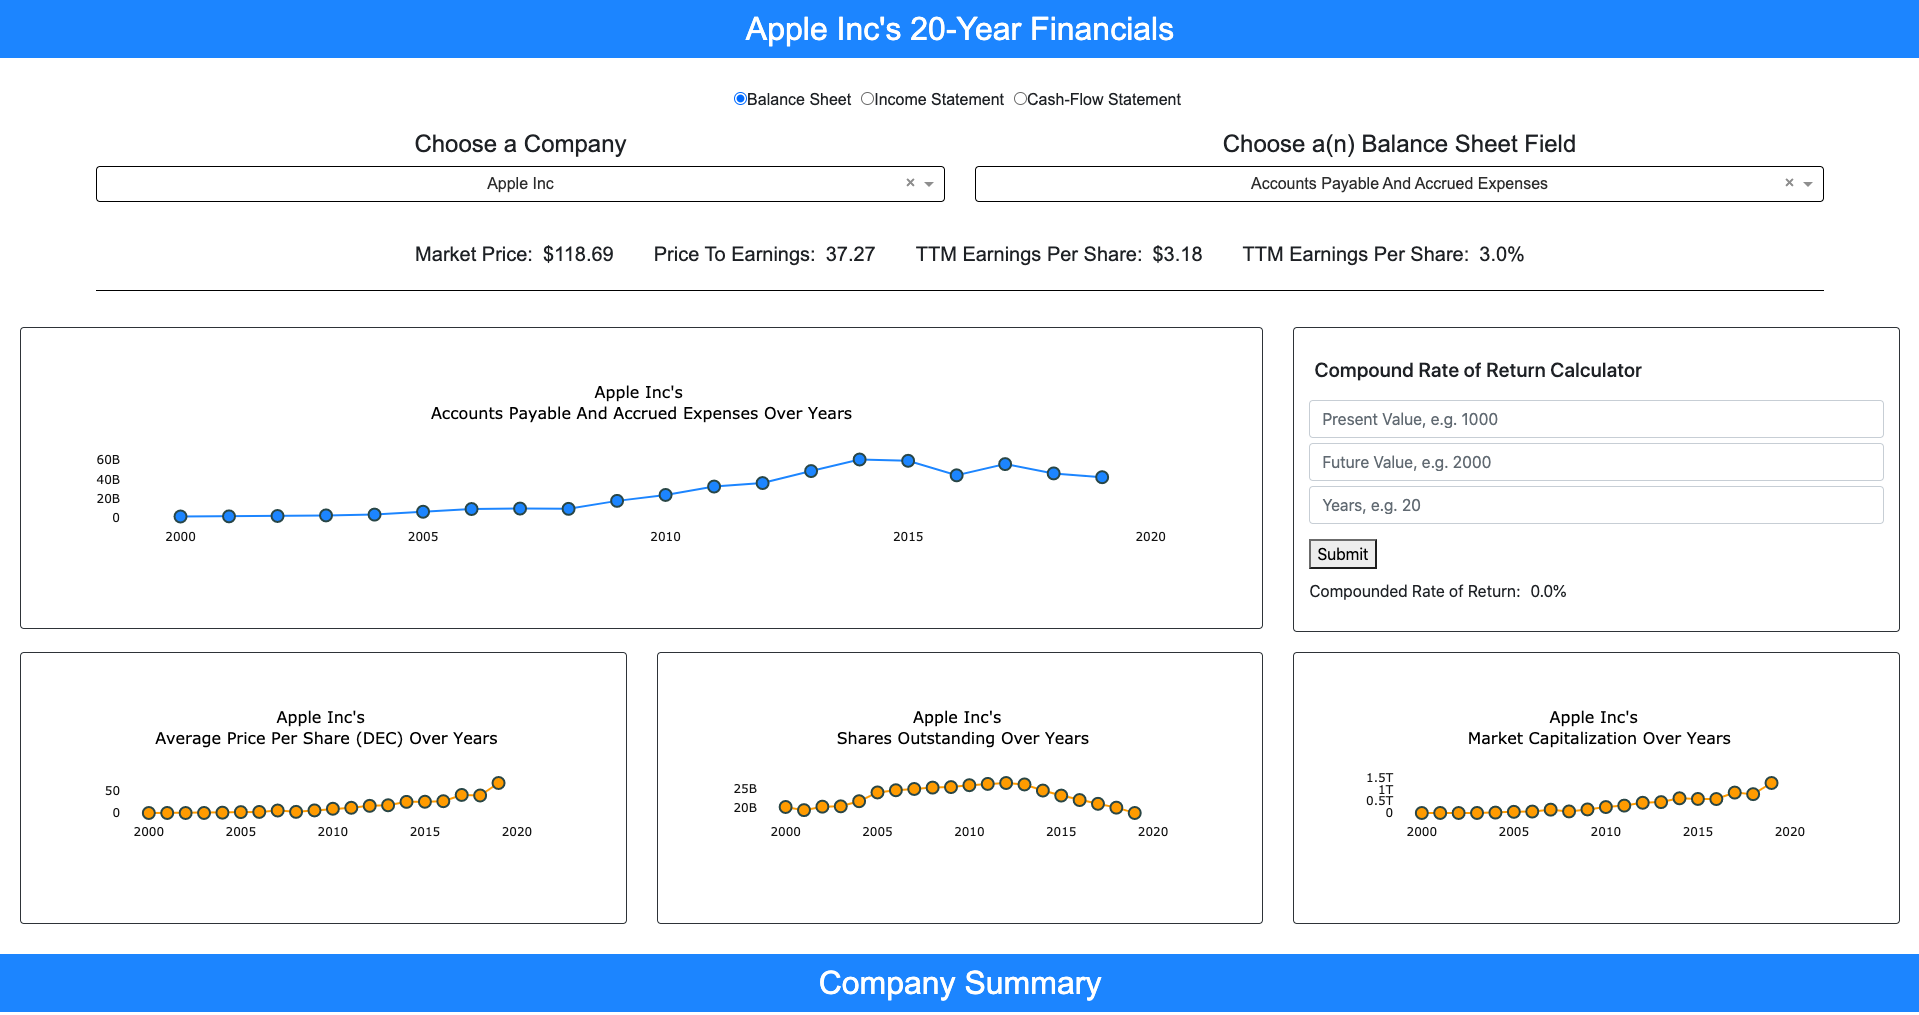 Apple Inc's 20-Year Financials
Balance Sheet Income Statement Cash-Flow Statement
Choose a Company
Apple Inc × 
Choose a(n) Balance Sheet Field
Accounts Payable And Accrued Expenses ×
Market Price: $118.69 Price To Earnings: 37.27 TTM Earnings Per Share: $3.18 TTM Earnings Per Share: 3.0%
Apple Inc's
Accounts Payable And Accrued Expenses Over Years
60B
40B
20B
0
2000 2005 2010 2015 2020
Compound Rate of Return Calculator
Present Value, e.g. 1000
Future Value, e.g. 2000
Years, e.g. 20
Submit
Compounded Rate of Return: 0.0%
Apple Inc's
Average Price Per Share (DEC) Over Years
50
0
2000 2005 2010 2015 2020
Apple Inc's
Shares Outstanding Over Years
25B
20B
2000 2005 2010 2015 2020
Apple Inc's
Market Capitalization Over Years
1.5T
1T
0.5T
0
2000 2005 2010 2015 2020
Company Summary